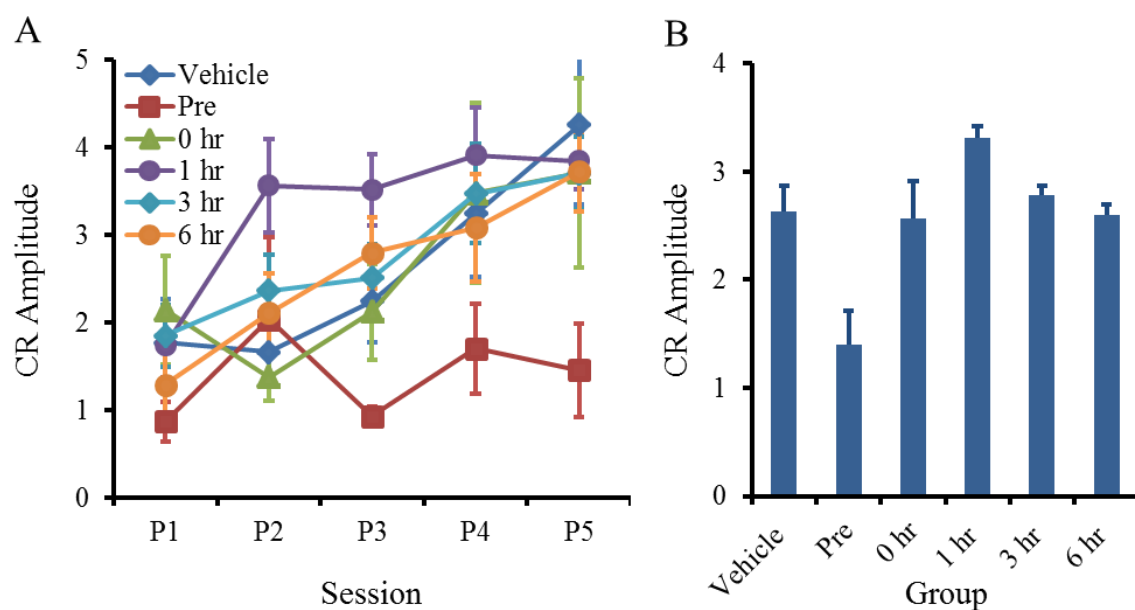 A
CR Amplitude
5
4
3
2
1
0
Vehicle
Pre
0 hr
1 hr
3 hr
6 hr
P1 P2 P3 P4 P5
Session
B
CR Amplitude
4
3
2
1
0
Vehicle Pre 0 hr 1 hr 3 hr 6 hr
Group